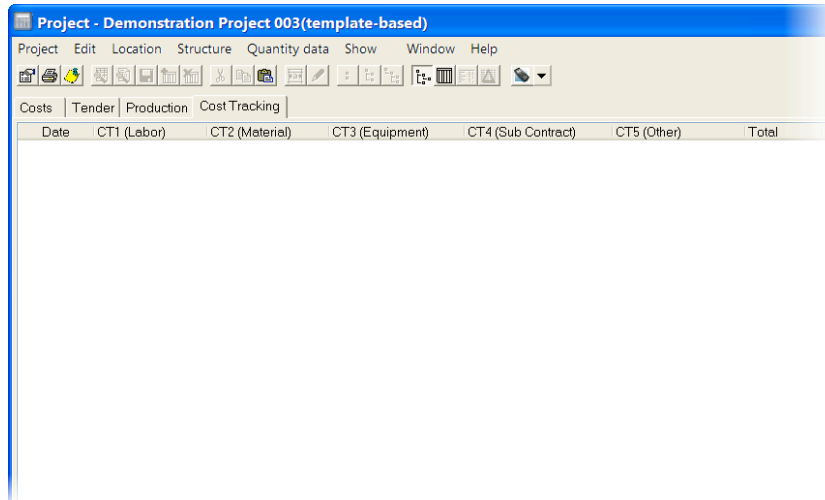 Project - Demonstration Project 003(template-based)
Project Edit Location Structure Quantity data Show Window Help
Costs Tender Production Cost Tracking
Date CT1 (Labor) CT2 (Material) CT3 (Equipment) CT4 (Sub Contract) CT5 (Other) Total